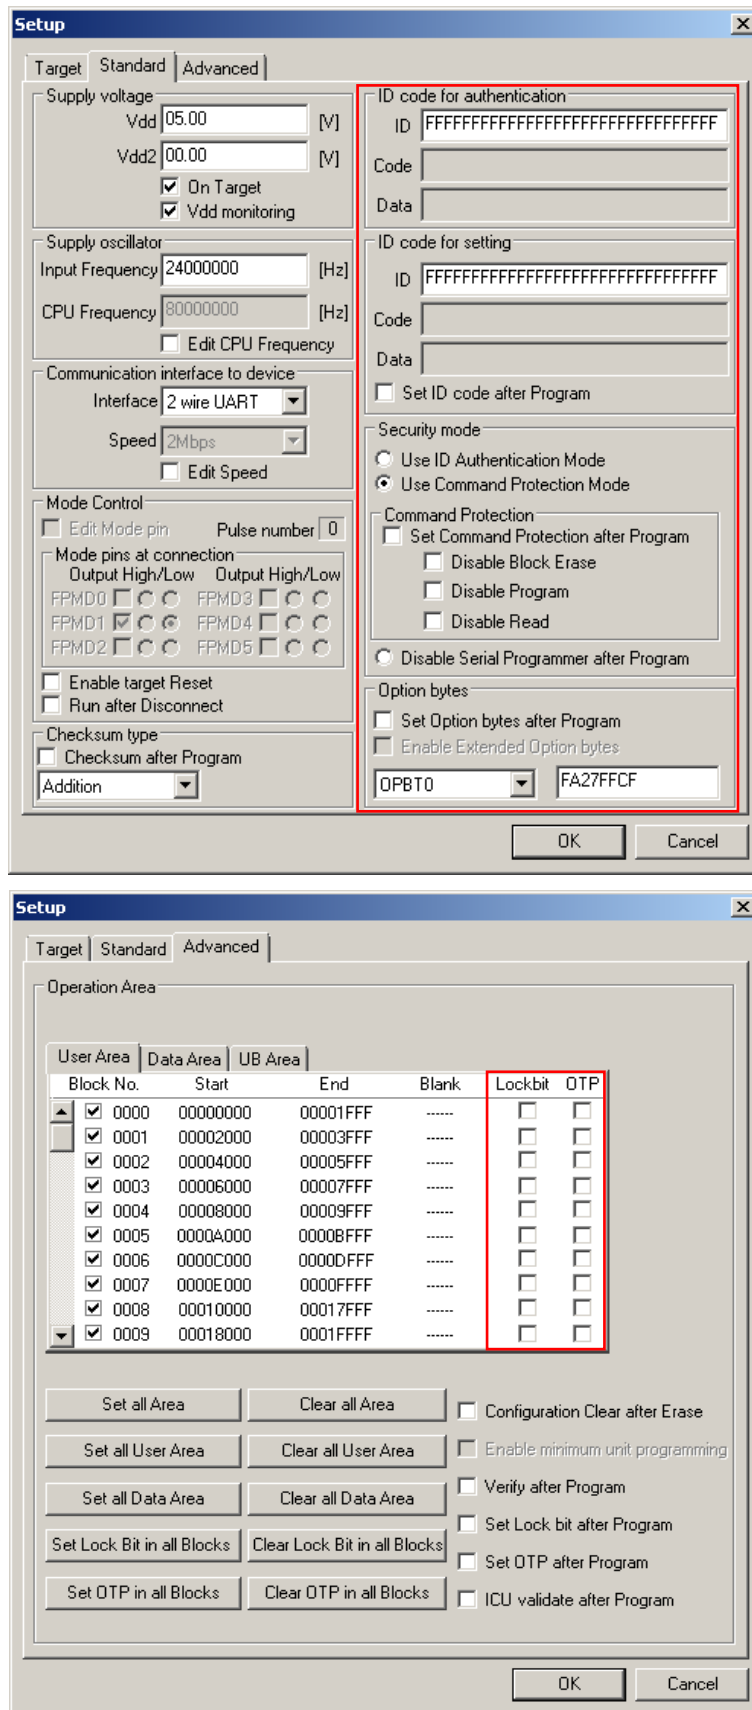 Setup
Target Standard Advanced
Supply voltage
Vdd 05.00 [V]
Vdd2 00.00 [V]
On Target
Vdd monitoring
Supply oscillator
Input Frequency 24000000 [Hz]
CPU Frequency 80000000 [Hz]
Edit CPU Frequency
Communication interface to device
Interface 2 wire UART
Speed 2Mbps
Edit Speed
Mode Control
Edit Mode pin Pulse number 0
Mode pins at connection
Output High/Low Output High/Low
FPMD0 FPMD3
FPMD1 FPMD4
FPMD2 FPMD5
Enable target Reset
Run after Disconnect
Checksum type
Checksum after Program
Addition
ID code for authentication
ID FFFFFFFFFFFFFFFFFFFFFFFFFFFFFFFF
Code
Data
ID code for setting
ID FFFFFFFFFFFFFFFFFFFFFFFFFFFFFFFF
Code
Data
Set ID code after Program
Security mode
Use ID Authentication Mode
Use Command Protection Mode
Command Protection
Set Command Protection after Program
Disable Block Erase
Disable Program
Disable Read
Disable Serial Programmer after Program
Option bytes
Set Option bytes after Program
Enable Extended Option bytes
OPBT0 FA27FFCF
OK Cancel
Setup
Target Standard Advanced
Operation Area
User Area Data Area UB Area
Block No. Start End Blank Lockbit OTP
0000 00000000 00001FFF ------
0001 00002000 00003FFF ------
0002 00004000 00005FFF ------
0003 00006000 00007FFF ------
0004 00008000 00009FFF ------
0005 0000A000 0000BFFF ------
0006 0000C000 0000DFFF ------
0007 0000E000 0000FFFF ------
0008 00010000 00017FFF ------
0009 00018000 0001FFFF ------
Set all Area Clear all Area Configuration Clear after Erase
Set all User Area Clear all User Area Enable minimum unit programming
Set all Data Area Clear all Data Area Verify after Program
Set Lock Bit in all Blocks Clear Lock Bit in all Blocks Set Lock bit after Program
Set OTP in all Blocks Clear OTP in all Blocks Set OTP after Program
ICU validate after Program
OK Cancel